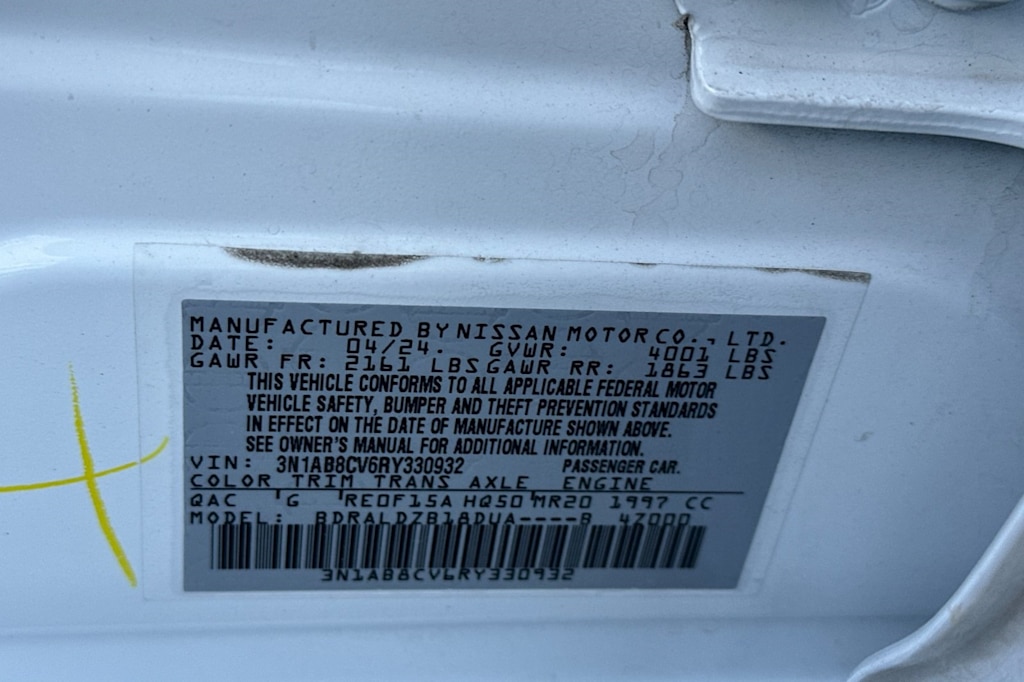 MANUFACTURED BY NISSAN MOTOR CO., LTD.
DATE: 04/24. GVWR: 4001 LBS
GAWR FR: 2161 LBS GAWR RR: 1863 LBS
THIS VEHICLE CONFORMS TO ALL APPLICABLE FEDERAL MOTOR
VEHICLE SAFETY, BUMPER AND THEFT PREVENTION STANDARDS
IN EFFECT ON THE DATE OF MANUFACTURE SHOWN ABOVE.
SEE OWNER'S MANUAL FOR ADDITIONAL INFORMATION.
VIN: 3N1AB8CV6RY330932 PASSENGER CAR.
COLOR TRIM TRANS AXLE ENGINE
QAC G RE0F15A HQ50 MR20 1997 CC
MODEL: BDRALDZB18DUA----B 47000
3N1AB8CV6RY330932